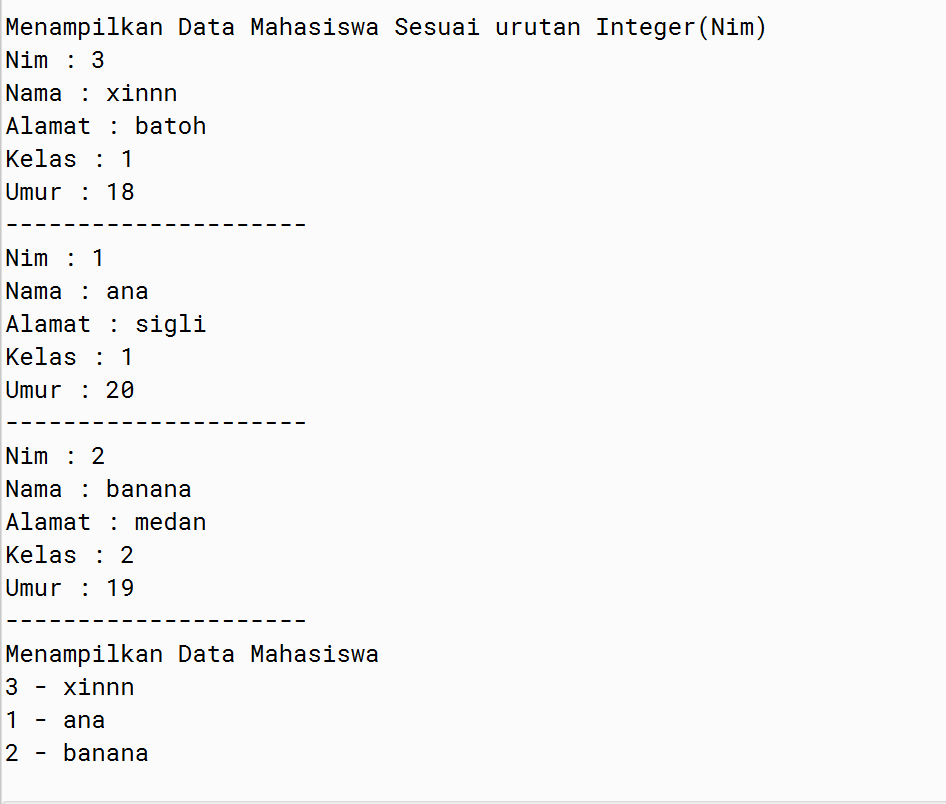 Menampilkan Data Mahasiswa Sesuai urutan Integer(Nim)
Nim : 3
Nama : xinnn
Alamat : batoh
Kelas : 1
Umur : 18
---------------------
Nim : 1
Nama : ana
Alamat : sigli
Kelas : 1
Umur : 20
---------------------
Nim : 2
Nama : banana
Alamat : medan
Kelas : 2
Umur : 19
---------------------
Menampilkan Data Mahasiswa
3 - xinnn
1 - ana
2 - banana